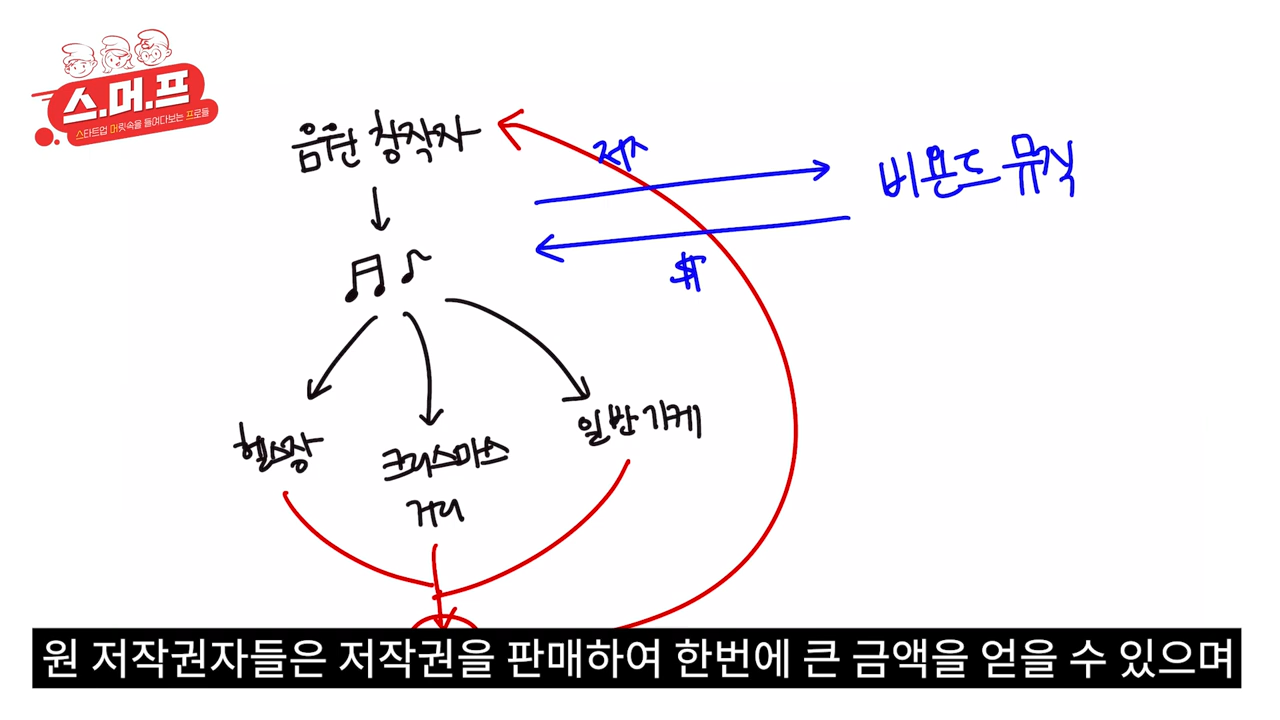 스.머.프
스타트업 머릿속을 들여다보는 프로들
음원 창작자
비욘드 뮤직
$
헬스장
크리스마스
거리
일반 가게
원 저작권자들은 저작권을 판매하여 한번에 큰 금액을 얻을 수 있으며